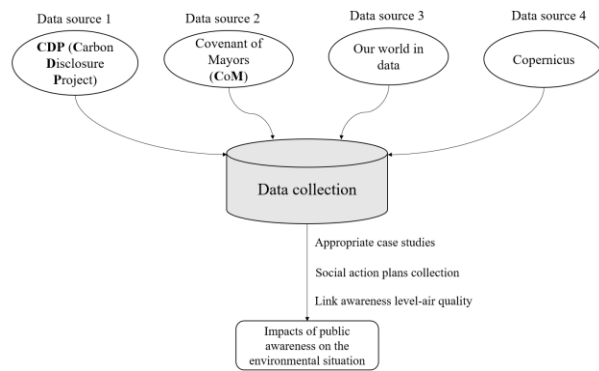 Data source 1
Data source 2
Data source 3
Data source 4
CDP (Carbon
Disclosure
Project)
Covenant of
Mayors
(CoM)
Our world in
data
Copernicus
Data collection
Appropriate case studies
Social action plans collection
Link awareness level-air quality
Impacts of public
awareness on the
environmental situation